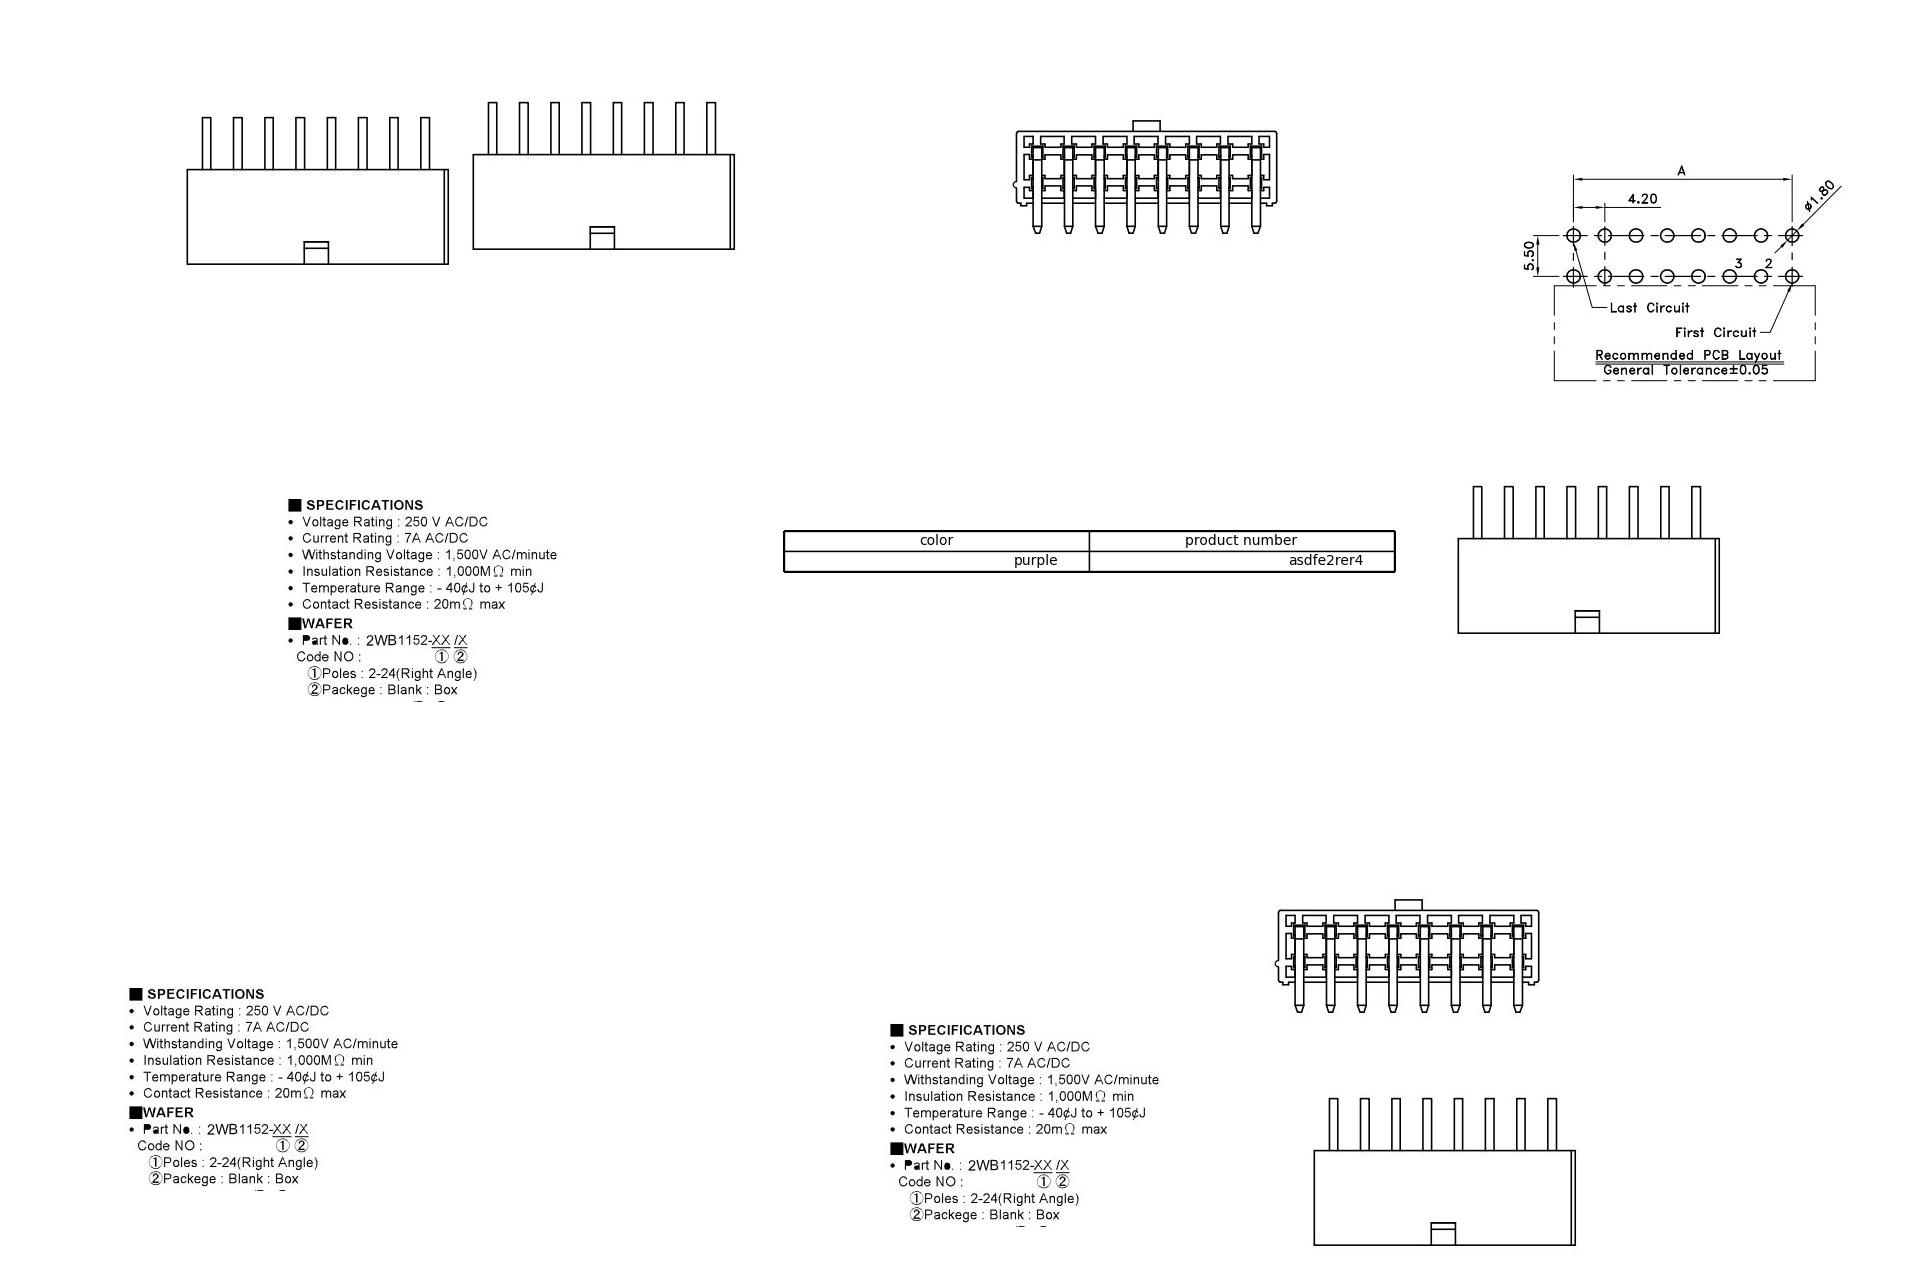 A
4.20
ø1.80
5.50
3 2
Last Circuit
First Circuit
Recommended PCB Layout
General Tolerance±0.05
■ SPECIFICATIONS
• Voltage Rating : 250 V AC/DC
• Current Rating : 7A AC/DC
• Withstanding Voltage : 1,500V AC/minute
• Insulation Resistance : 1,000MΩ min
• Temperature Range : - 40¢J to + 105¢J
• Contact Resistance : 20mΩ max
■WAFER
• Part No. : 2WB1152-XX /X
Code NO : ① ②
①Poles : 2-24(Right Angle)
②Packege : Blank : Box
color product number
purple asdfe2rer4
■ SPECIFICATIONS
• Voltage Rating : 250 V AC/DC
• Current Rating : 7A AC/DC
• Withstanding Voltage : 1,500V AC/minute
• Insulation Resistance : 1,000MΩ min
• Temperature Range : - 40¢J to + 105¢J
• Contact Resistance : 20mΩ max
■WAFER
• Part No. : 2WB1152-XX /X
Code NO : ① ②
①Poles : 2-24(Right Angle)
②Packege : Blank : Box
■ SPECIFICATIONS
• Voltage Rating : 250 V AC/DC
• Current Rating : 7A AC/DC
• Withstanding Voltage : 1,500V AC/minute
• Insulation Resistance : 1,000MΩ min
• Temperature Range : - 40¢J to + 105¢J
• Contact Resistance : 20mΩ max
■WAFER
• Part No. : 2WB1152-XX /X
Code NO : ① ②
①Poles : 2-24(Right Angle)
②Packege : Blank : Box